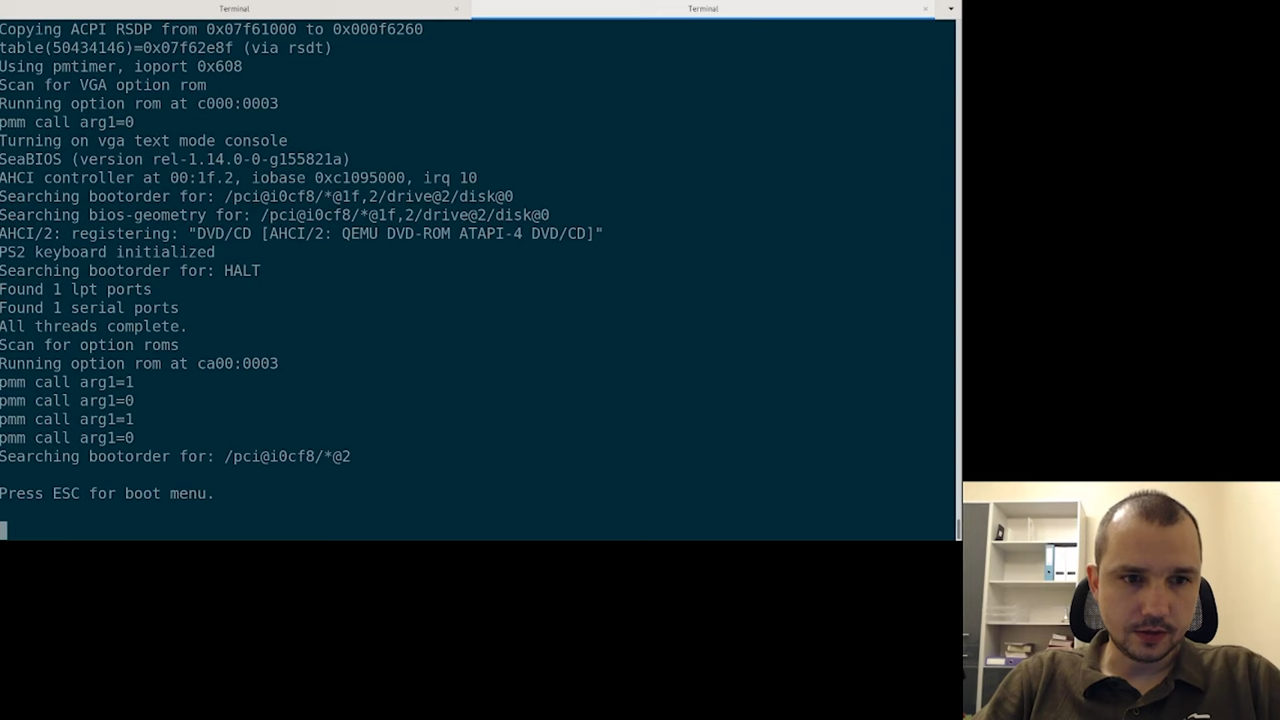 Terminal
Terminal
Copying ACPI RSDP from 0x07f61000 to 0x000f6260
table(50434146)=0x07f62e8f (via rsdt)
Using pmtimer, ioport 0x608
Scan for VGA option rom
Running option rom at c000:0003
pmm call arg1=0
Turning on vga text mode console
SeaBIOS (version rel-1.14.0-0-g155821a)
AHCI controller at 00:1f.2, iobase 0xc1095000, irq 10
Searching bootorder for: /pci@i0cf8/*@1f,2/drive@2/disk@0
Searching bios-geometry for: /pci@i0cf8/*@1f,2/drive@2/disk@0
AHCI/2: registering: "DVD/CD [AHCI/2: QEMU DVD-ROM ATAPI-4 DVD/CD]"
PS2 keyboard initialized
Searching bootorder for: HALT
Found 1 lpt ports
Found 1 serial ports
All threads complete.
Scan for option roms
Running option rom at ca00:0003
pmm call arg1=1
pmm call arg1=0
pmm call arg1=1
pmm call arg1=0
Searching bootorder for: /pci@i0cf8/*@2
Press ESC for boot menu.